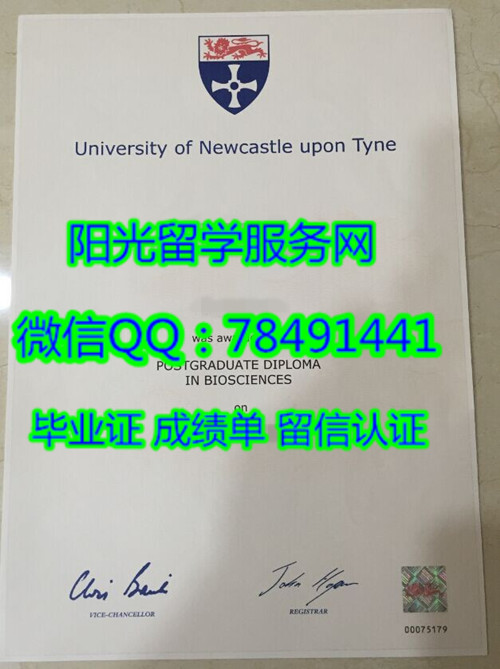 University of Newcastle upon Tyne
阳光留学服务网
微信QQ：78491441
was
POSTGRADUATE DIPLOMA
IN BIOSCIENCES
on
毕业证 成绩单 留信认证
VICE-CHANCELLOR
REGISTRAR
00075179